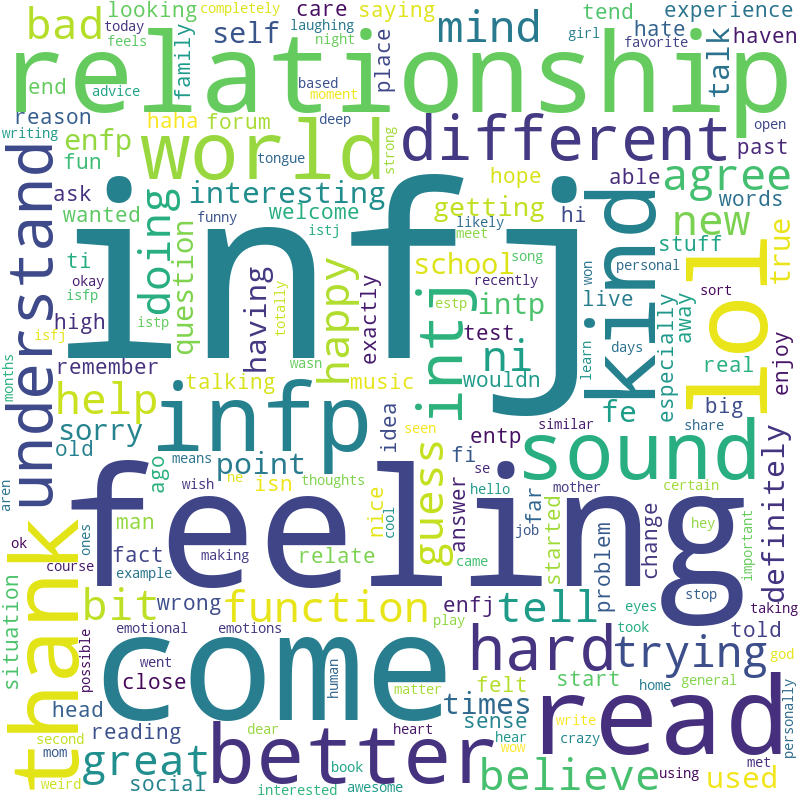 bad
looking
today
feels
completely
laughing
night
care
saying
self
mind
tend
girl
experience
hate
favorite
haven
talk
relationship
end
advice
family
place
based
moment
reason
writing
enfp
haha
forum
deep
strong
different
open
past
fun
world
tongue
agree
understand
ask
wanted
doing
interesting
welcome
funny
istj
hope
getting
likely
meet
hi
able
words
new
true
ti
okay
isfp
isfj
high
istp
question
infj
kind
stuff
personal
lol
school
song
recently
won
live
away
sort
having
totally
happy
exactly
intj
estp
intp
test
ni
learn
days
especially
real
enjoy
remember
wasn
wouldn
big
share
months
help
talking
music
infp
fe
similar
sorry
old
idea
seen
entp
sound
point
means
ago
isn
guess
fi
se
mother
certain
definitely
aren
wish
he
thoughts
nice
cool
answer
hello
far
job
feeling
hey
important
man
ok
course
ones
fact
example
making
relate
came
started
problem
change
stop
thank
bit
wrong
function
enfj
tell
eyes
took
taking
told
situation
possible
emotional
emotions
play
hard
trying
god
went
close
come
human
matter
felt
start
home
general
personally
head
second
mom
weird
reading
dear
heart
times
sense
hear
write
wow
crazy
read
great
social
better
book
interested
awesome
believe
using
met
used